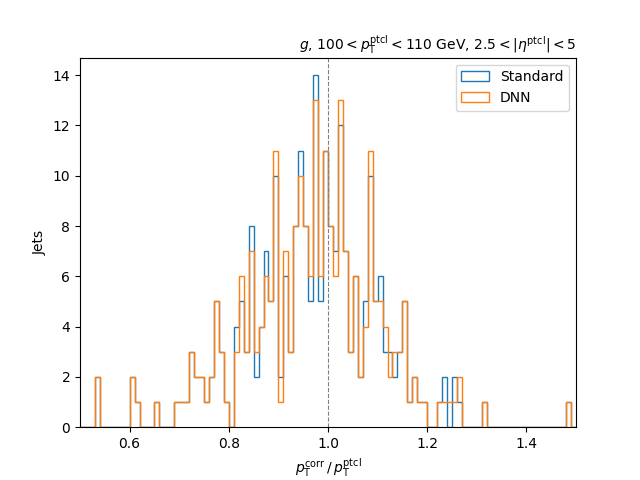 g, 100 < p_T^ptcl < 110 GeV, 2.5 < |η^ptcl| < 5
Standard
DNN
14
12
10
8
6
4
2
0
Jets
0.6 0.8 1.0 1.2 1.4
p_T^corr / p_T^ptcl